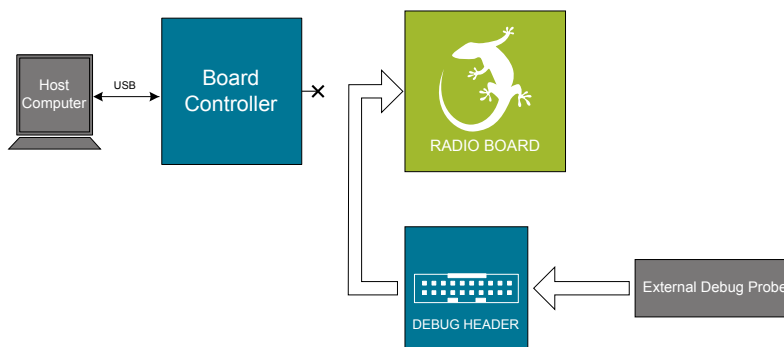 Host
Computer
USB
Board
Controller
RADIO BOARD
DEBUG HEADER
External Debug Probe